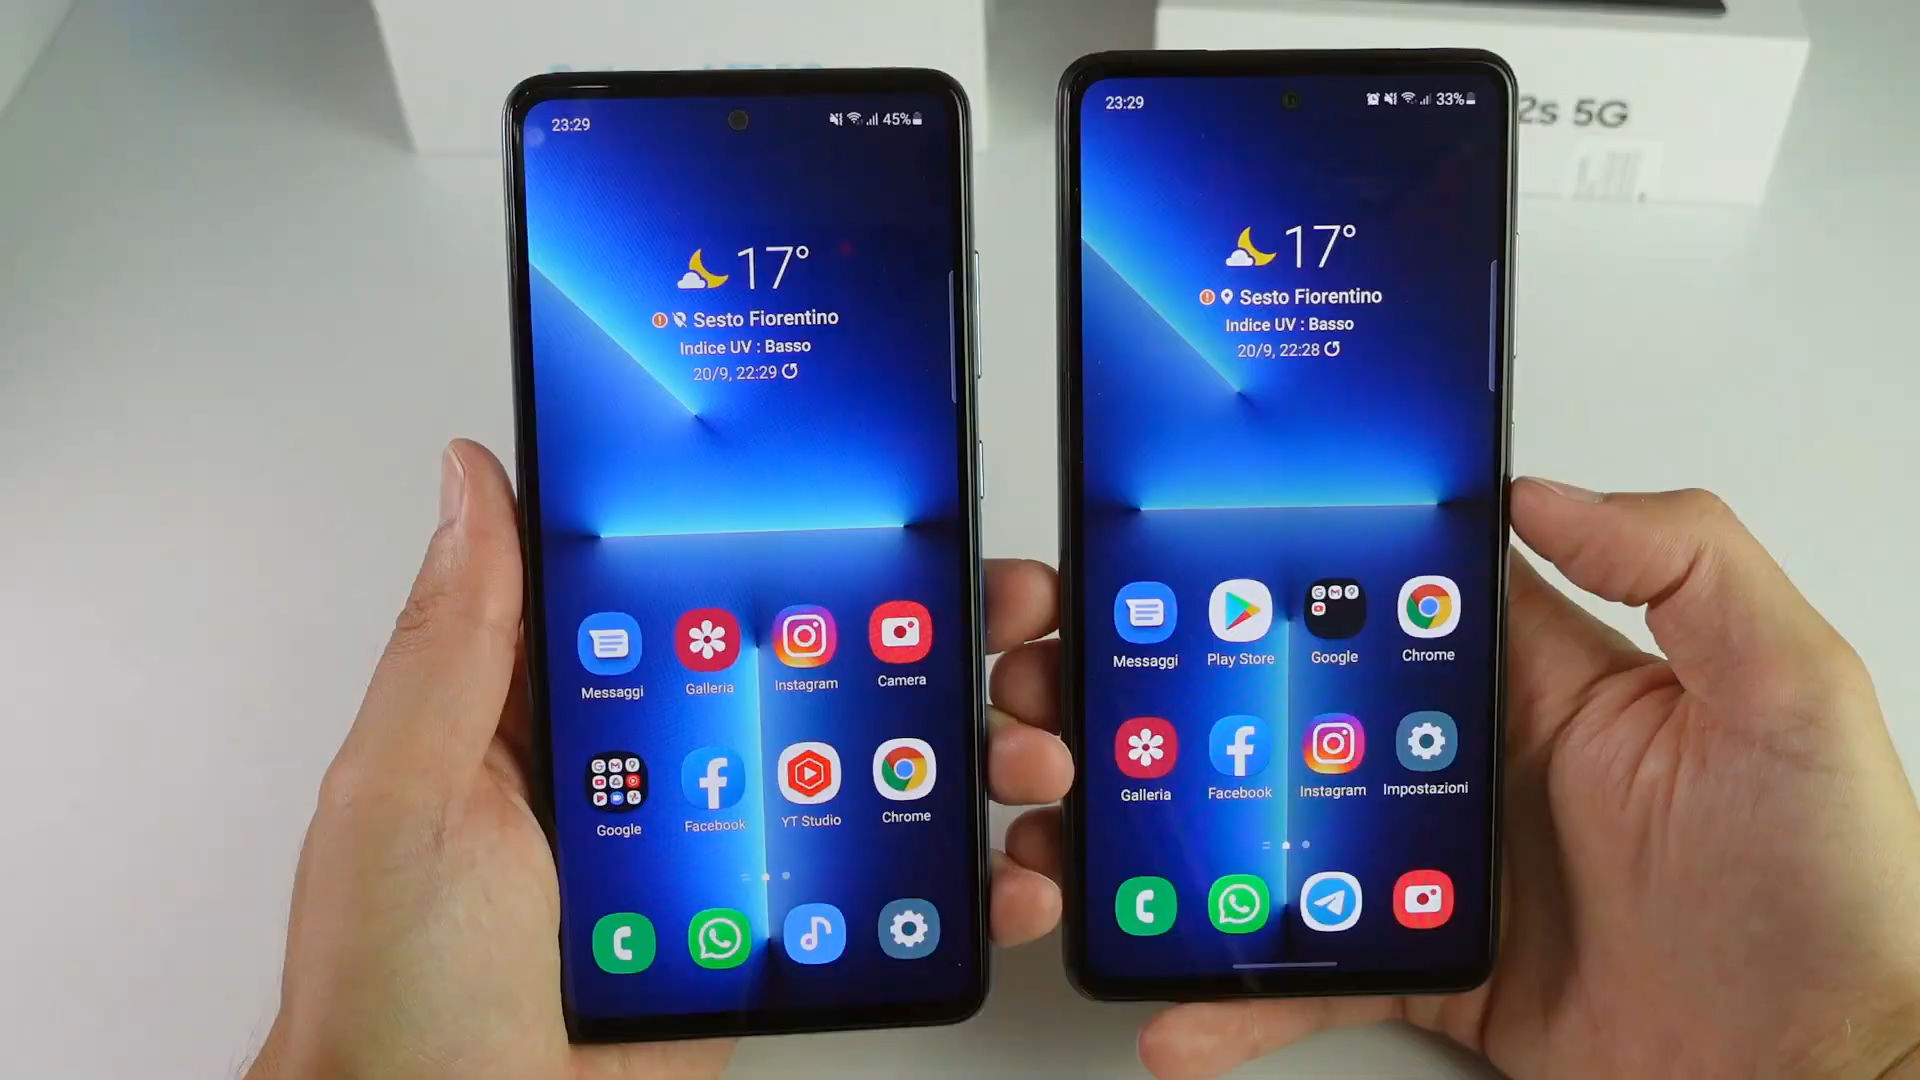 23:29
45%
17°
Sesto Fiorentino
Indice UV : Basso
20/9, 22:29
Messaggi
Galleria
Instagram
Camera
Google
Facebook
YT Studio
Chrome
23:29
33%
17°
Sesto Fiorentino
Indice UV : Basso
20/9, 22:28
Messaggi
Play Store
Google
Chrome
Galleria
Facebook
Instagram
Impostazioni
2s 5G